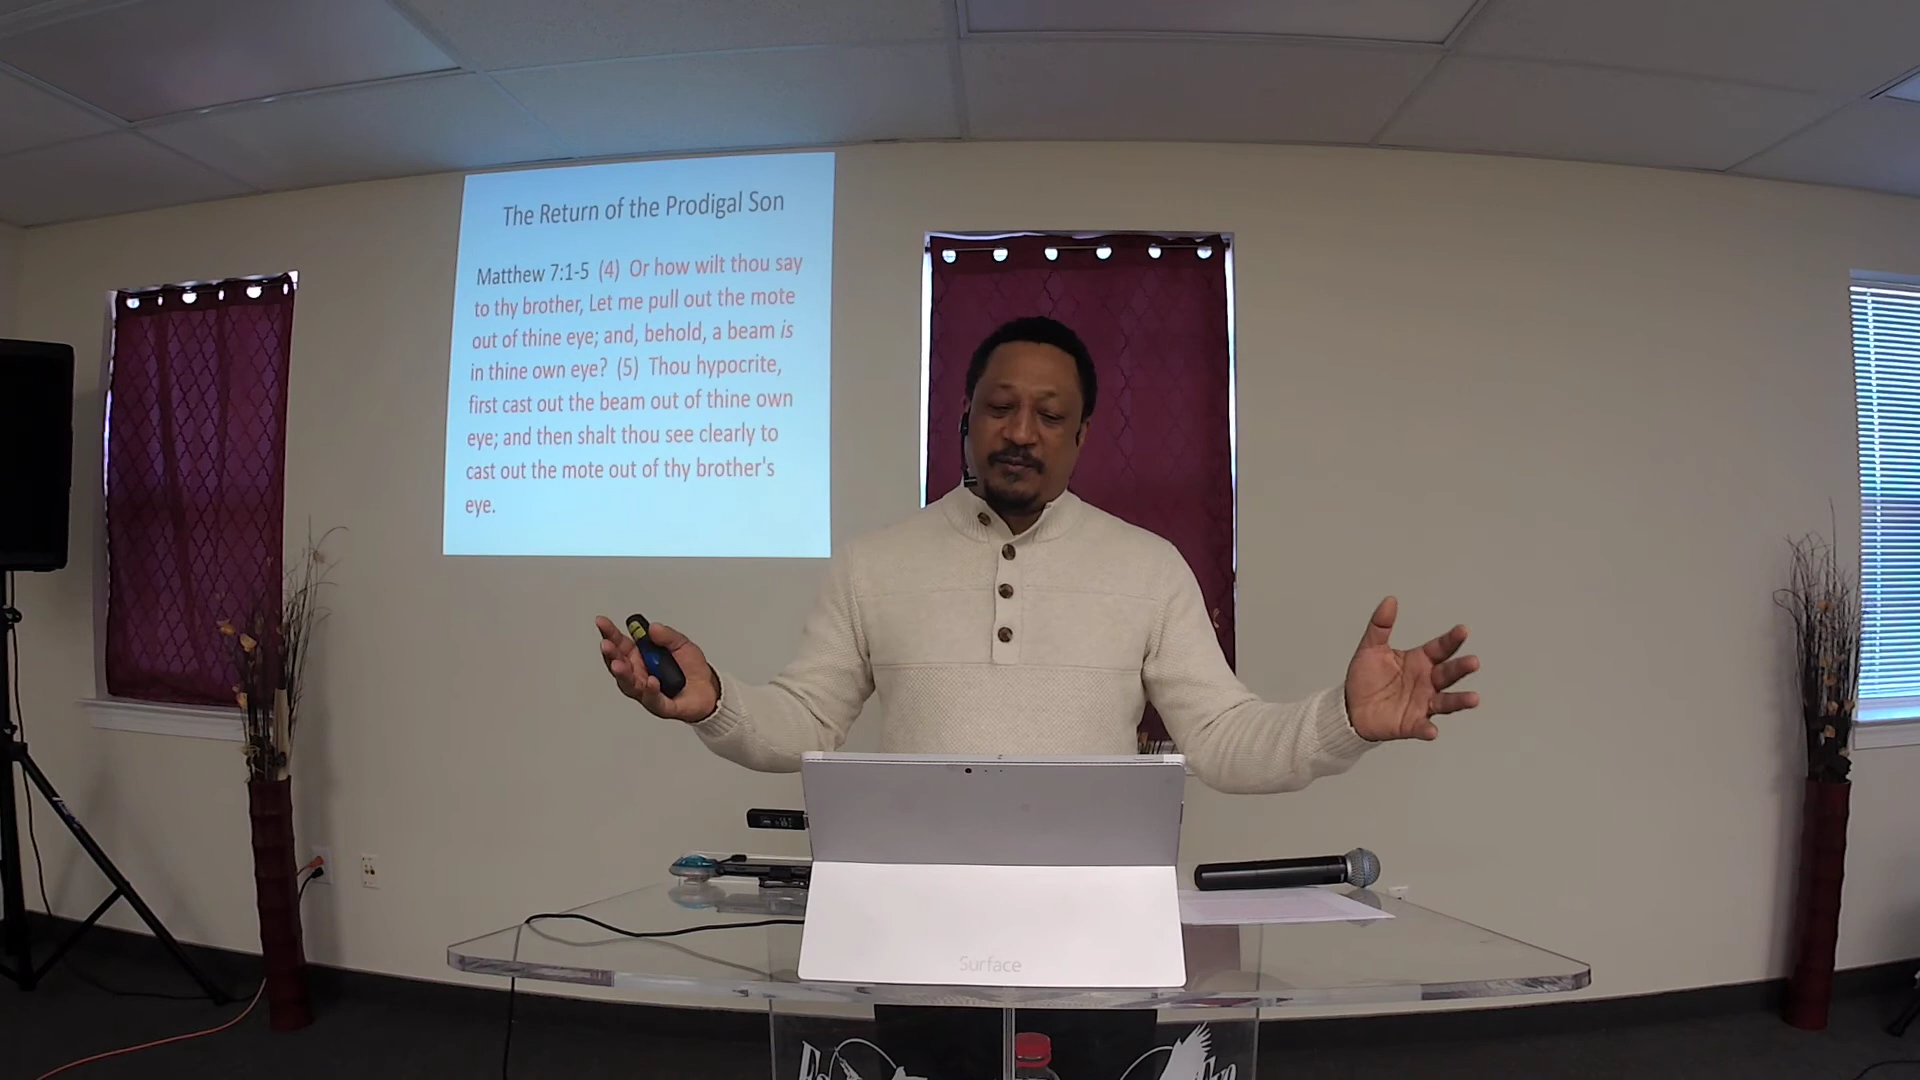 The Return of the Prodigal Son
Matthew 7:1-5 (4) Or how wilt thou say
to thy brother, Let me pull out the mote
out of thine eye; and, behold, a beam is
in thine own eye? (5) Thou hypocrite,
first cast out the beam out of thine own
eye; and then shalt thou see clearly to
cast out the mote out of thy brother's
eye.
Surface